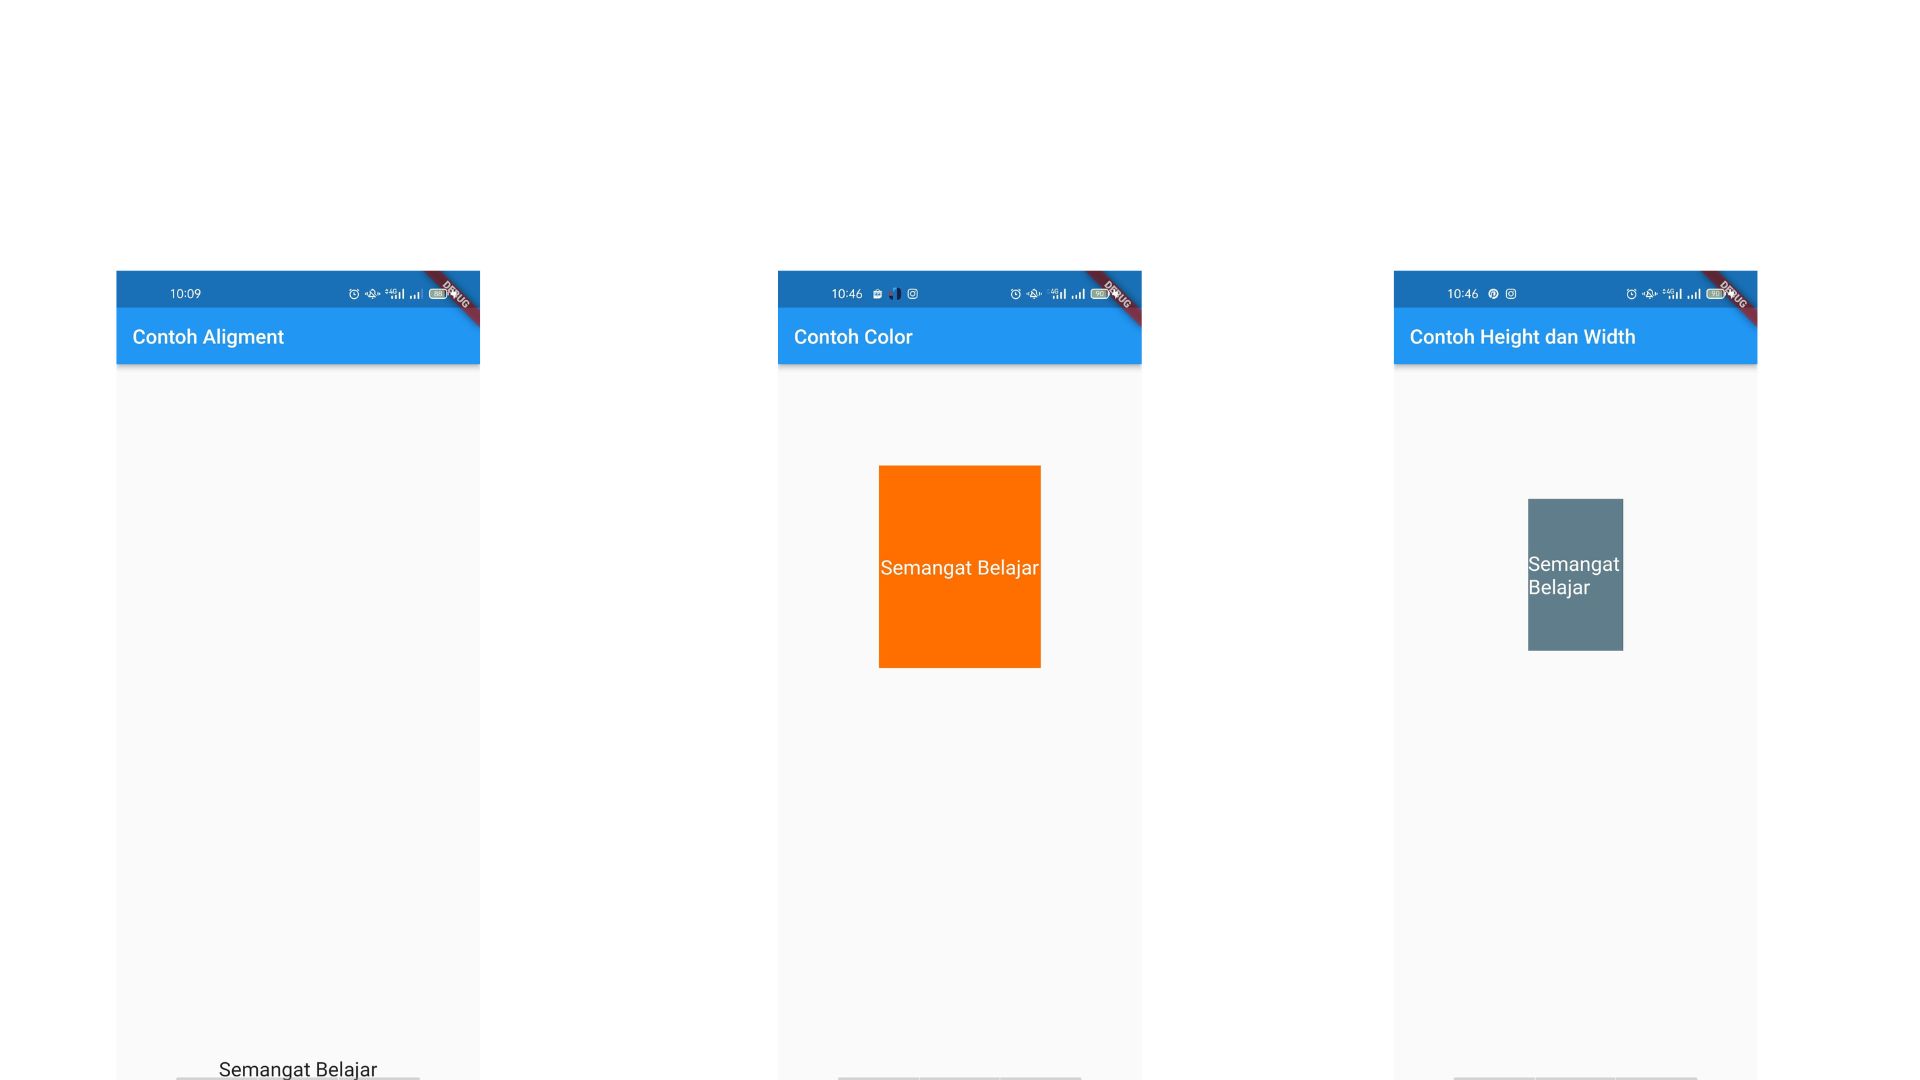 10:09
DEBUG
Contoh Aligment
Semangat Belajar
10:46
DEBUG
Contoh Color
Semangat Belajar
10:46
DEBUG
Contoh Height dan Width
Semangat
Belajar